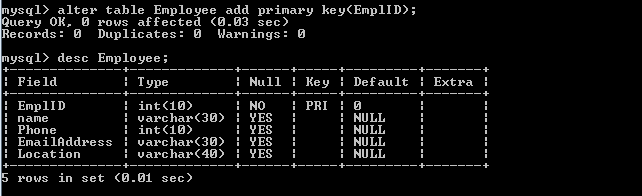 mysql> alter table Employee add primary key(EmplID);
Query OK, 0 rows affected (0.03 sec)
Records: 0  Duplicates: 0  Warnings: 0
mysql> desc Employee;
+--------------+-------------+------+-----+---------+-------+
| Field        | Type        | Null | Key | Default | Extra |
+--------------+-------------+------+-----+---------+-------+
| EmplID       | int(10)     | NO   | PRI | 0       |       |
| name         | varchar(30) | YES  |     | NULL    |       |
| Phone        | int(10)     | YES  |     | NULL    |       |
| EmailAddress | varchar(30) | YES  |     | NULL    |       |
| Location     | varchar(40) | YES  |     | NULL    |       |
+--------------+-------------+------+-----+---------+-------+
5 rows in set (0.01 sec)